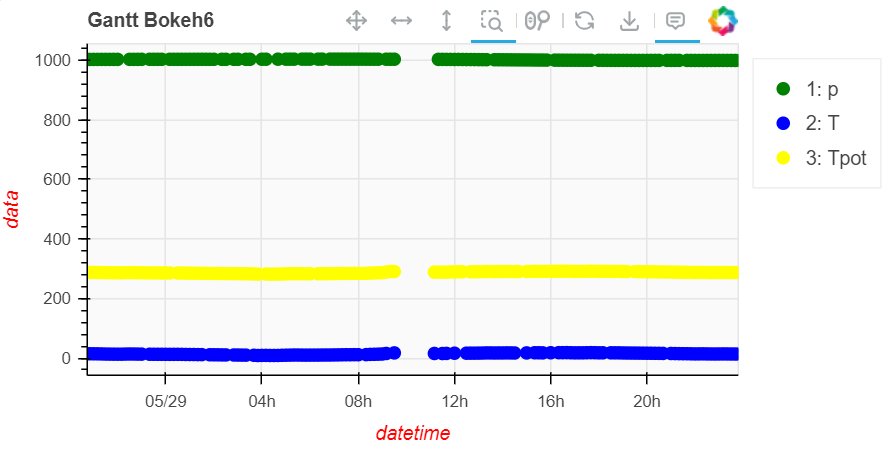 Gantt Bokeh6
1000
800
600
400
200
0
data
05/29 04h 08h 12h 16h 20h
datetime
1: p
2: T
3: Tpot